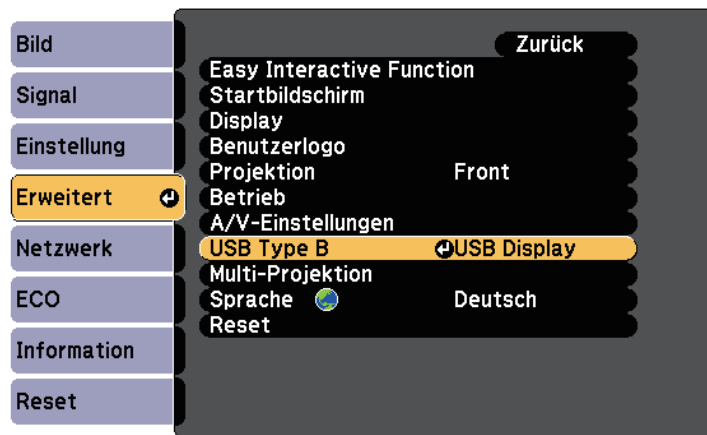 Bild
Signal
Einstellung
Erweitert
Netzwerk
ECO
Information
Reset
Zurück
Easy Interactive Function
Startbildschirm
Display
Benutzerlogo
Projektion Front
Betrieb
A/V-Einstellungen
USB Type B USB Display
Multi-Projektion
Sprache Deutsch
Reset